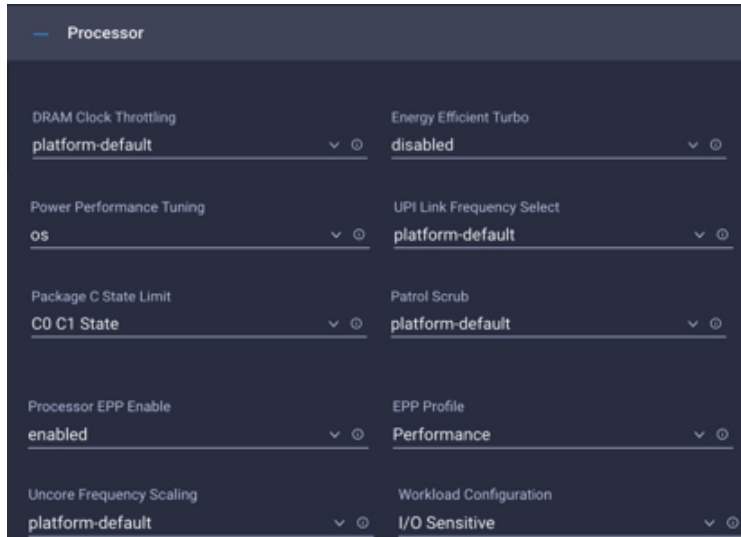 Processor
DRAM Clock Throttling
Energy Efficient Turbo
platform-default
disabled
Power Performance Tuning
UPI Link Frequency Select
os
platform-default
Package C State Limit
Patrol Scrub
C0 C1 State
platform-default
Processor EPP Enable
EPP Profile
enabled
Performance
Uncore Frequency Scaling
Workload Configuration
platform-default
I/O Sensitive